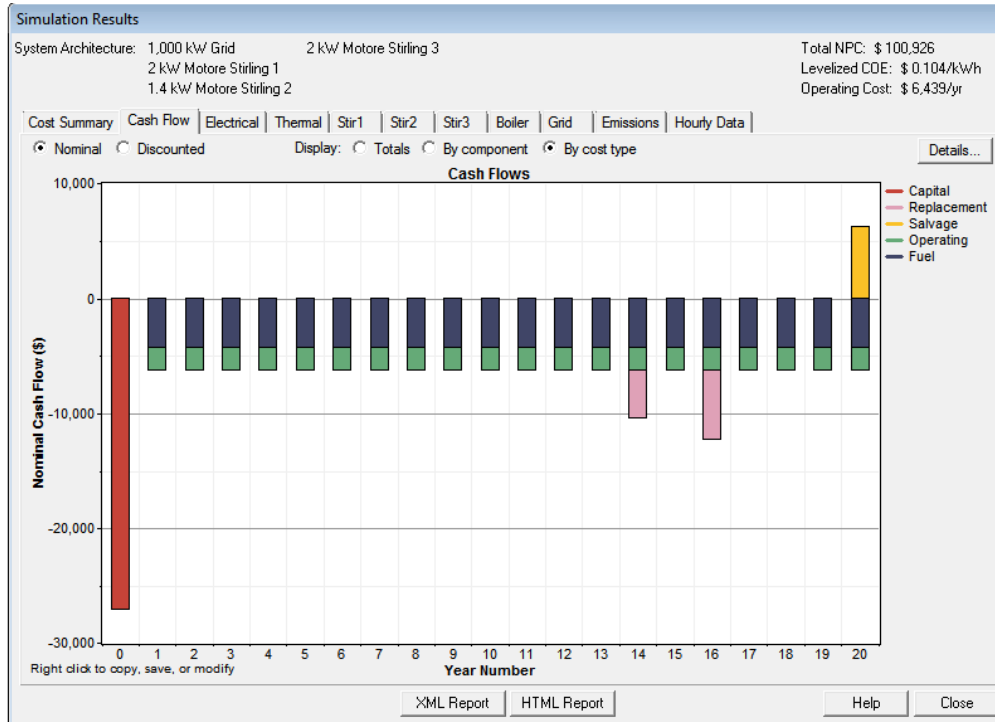 Simulation Results
System Architecture: 1,000 kW Grid 2 kW Motore Stirling 3
2 kW Motore Stirling 1
1.4 kW Motore Stirling 2
Total NPC: $ 100,926
Levelized COE: $ 0.104/kWh
Operating Cost: $ 6,439/yr
Cost Summary Cash Flow Electrical Thermal Stir1 Stir2 Stir3 Boiler Grid Emissions Hourly Data
Nominal Discounted Display: Totals By component By cost type Details...
Cash Flows
10,000
0
-10,000
-20,000
-30,000
Nominal Cash Flow ($)
Capital
Replacement
Salvage
Operating
Fuel
0 1 2 3 4 5 6 7 8 9 10 11 12 13 14 15 16 17 18 19 20
Right click to copy, save, or modify
Year Number
XML Report HTML Report Help Close